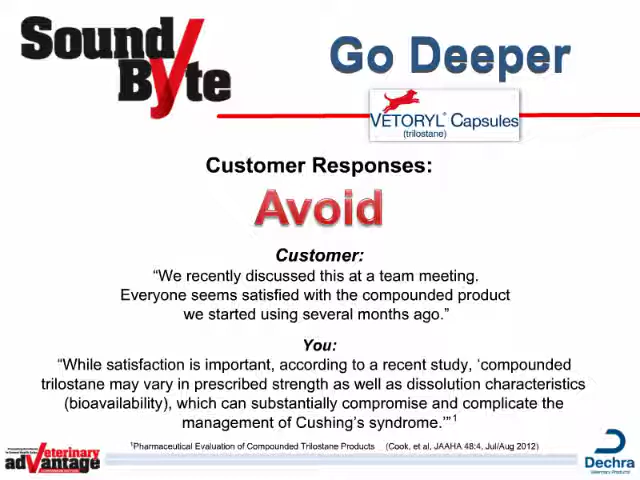 Sound Byte
Go Deeper
VETORYL® Capsules
(trilostane)
Customer Responses:
Avoid
Customer:
“We recently discussed this at a team meeting.
Everyone seems satisfied with the compounded product
we started using several months ago.”
You:
“While satisfaction is important, according to a recent study, ‘compounded
trilostane may vary in prescribed strength as well as dissolution characteristics
(bioavailability), which can substantially compromise and complicate the
management of Cushing’s syndrome.’”1
1Pharmaceutical Evaluation of Compounded Trilostane Products (Cook, et al, JAAHA 48:4, Jul/Aug 2012)
Veterinary
advantage
Dechra
Veterinary Products